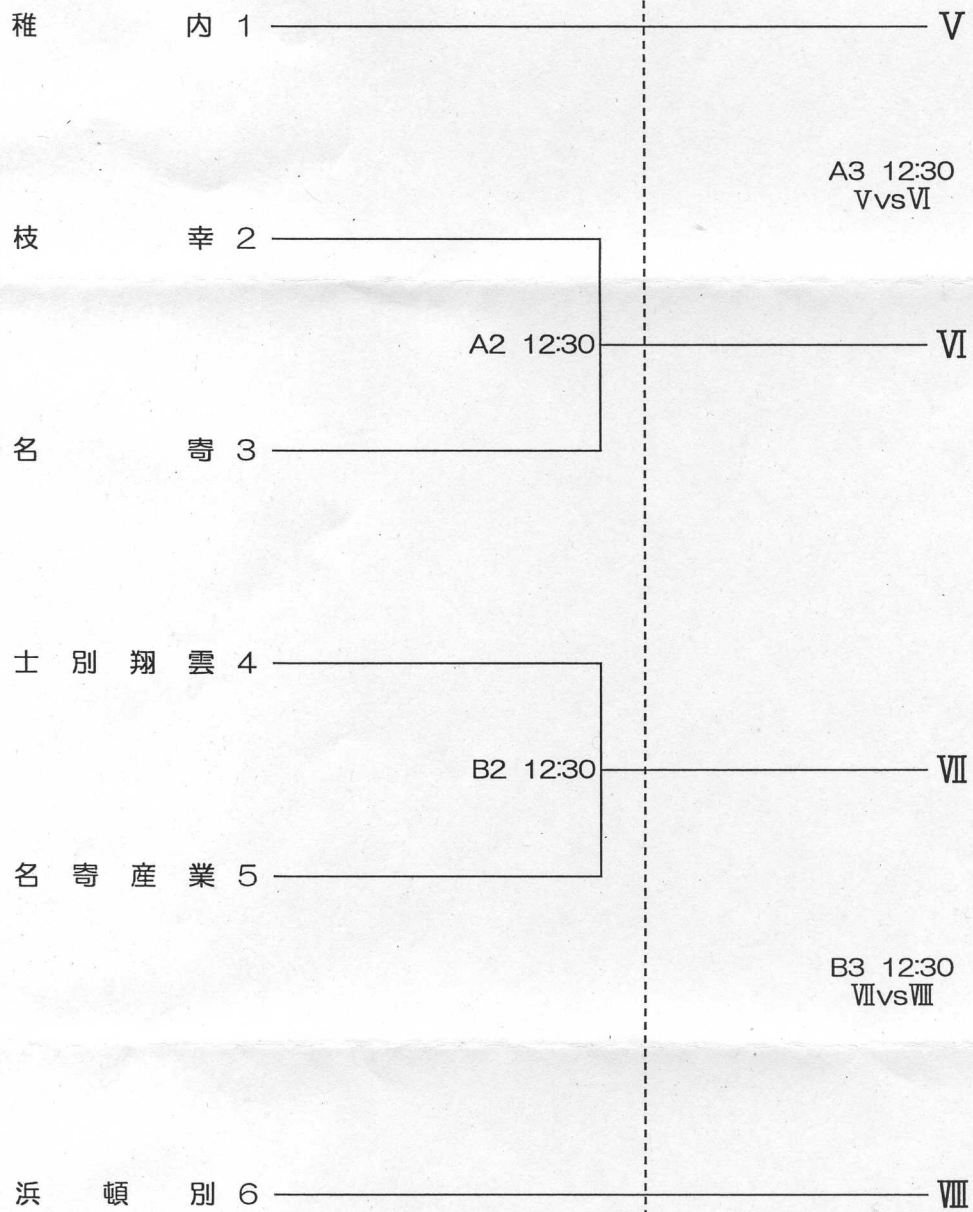 稚内 1 Ⅴ
A3 12:30
ⅤvsⅥ
枝幸 2
A2 12:30 Ⅵ
名寄 3
士別翔雲 4
B2 12:30 Ⅶ
名寄産業 5
B3 12:30
ⅦvsⅧ
浜頓別 6 Ⅷ